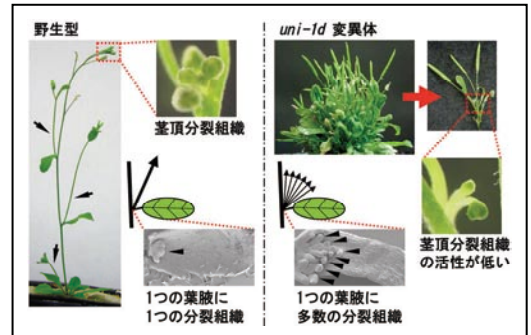 野生型
茎頂分裂組織
1つの葉腋に
1つの分裂組織
uni-1d 変異体
茎頂分裂組織
の活性が低い
1つの葉腋に
多数の分裂組織